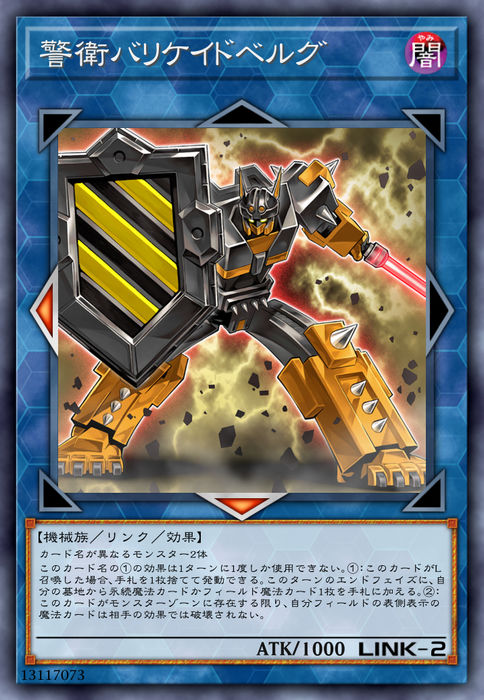 警衛バリケイドベルグ
やみ
闇
【機械族／リンク／効果】
カード名が異なるモンスター2体
このカード名の①の効果は1ターンに1度しか使用できない。①：このカードがL
召喚した場合、手札を1枚捨てて発動できる。このターンのエンドフェイズに、自
分の墓地から永続魔法カードかフィールド魔法カード1枚を手札に加える。②：
このカードがモンスターゾーンに存在する限り、自分フィールドの表側表示の
魔法カードは相手の効果では破壊されない。
ATK/1000 LINK-2
13117073